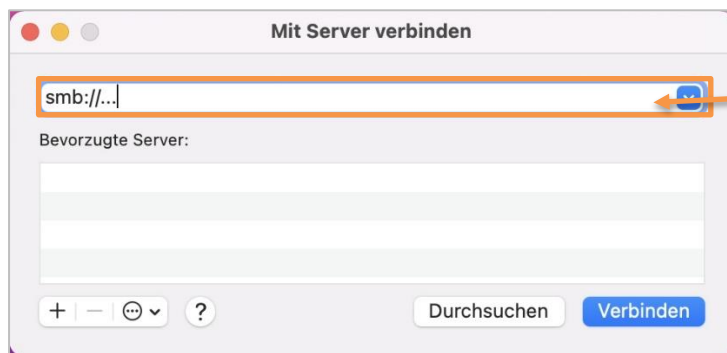 Mit Server verbinden
smb://...
Bevorzugte Server:
+ − ?
Durchsuchen Verbinden